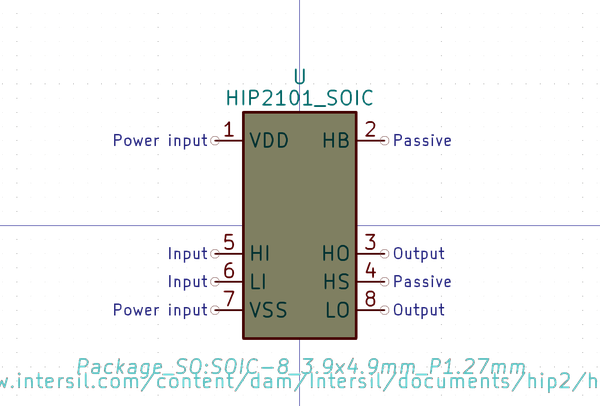 U
HIP2101_SOIC
Power input 1 VDD HB 2 Passive
Input 5 HI HO 3 Output
Input 6 LI HS 4 Passive
Power input 7 VSS LO 8 Output
Package_SO:SOIC-8_3.9x4.9mm_P1.27mm
w.intersil.com/content/dam/Intersil/documents/hip2/h